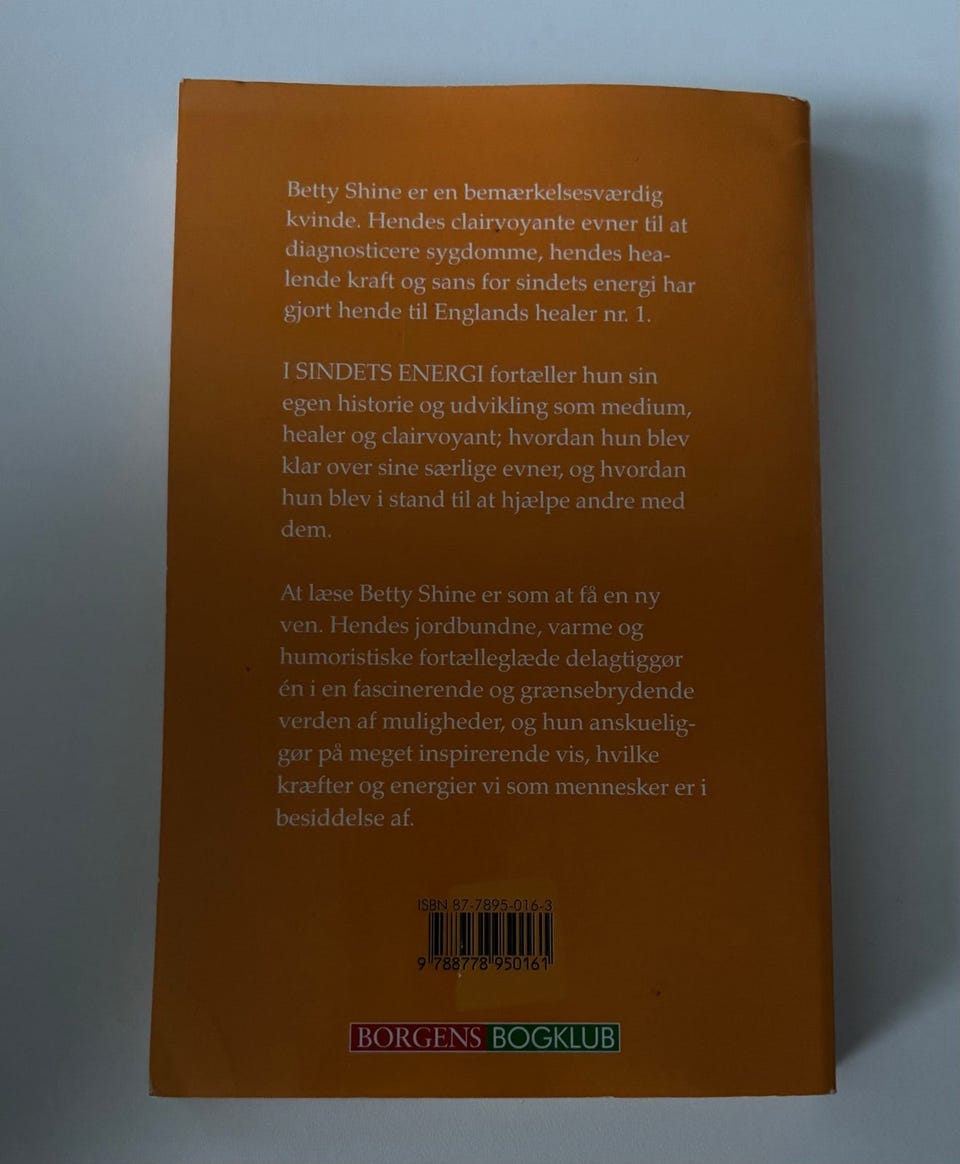 Betty Shine er en bemærkelsesværdig
kvinde. Hendes clairvoyante evner til at
diagnosticere sygdomme, hendes hea-
lende kraft og sans for sindets energi har
gjort hende til Englands healer nr. 1.
I SINDETS ENERGI fortæller hun sin
egen historie og udvikling som medium,
healer og clairvoyant; hvordan hun blev
klar over sine særlige evner, og hvordan
hun blev i stand til at hjælpe andre med
dem.
At læse Betty Shine er som at få en ny
ven. Hendes jordbundne, varme og
humoristiske fortælleglæde delagtiggør
én i en fascinerende og grænsebrydende
verden af muligheder, og hun anskuelig-
gør på meget inspirerende vis, hvilke
kræfter og energier vi som mennesker er i
besiddelse af.
ISBN 87-7895-016-3
9 788778 950161
BORGENS BOGKLUB